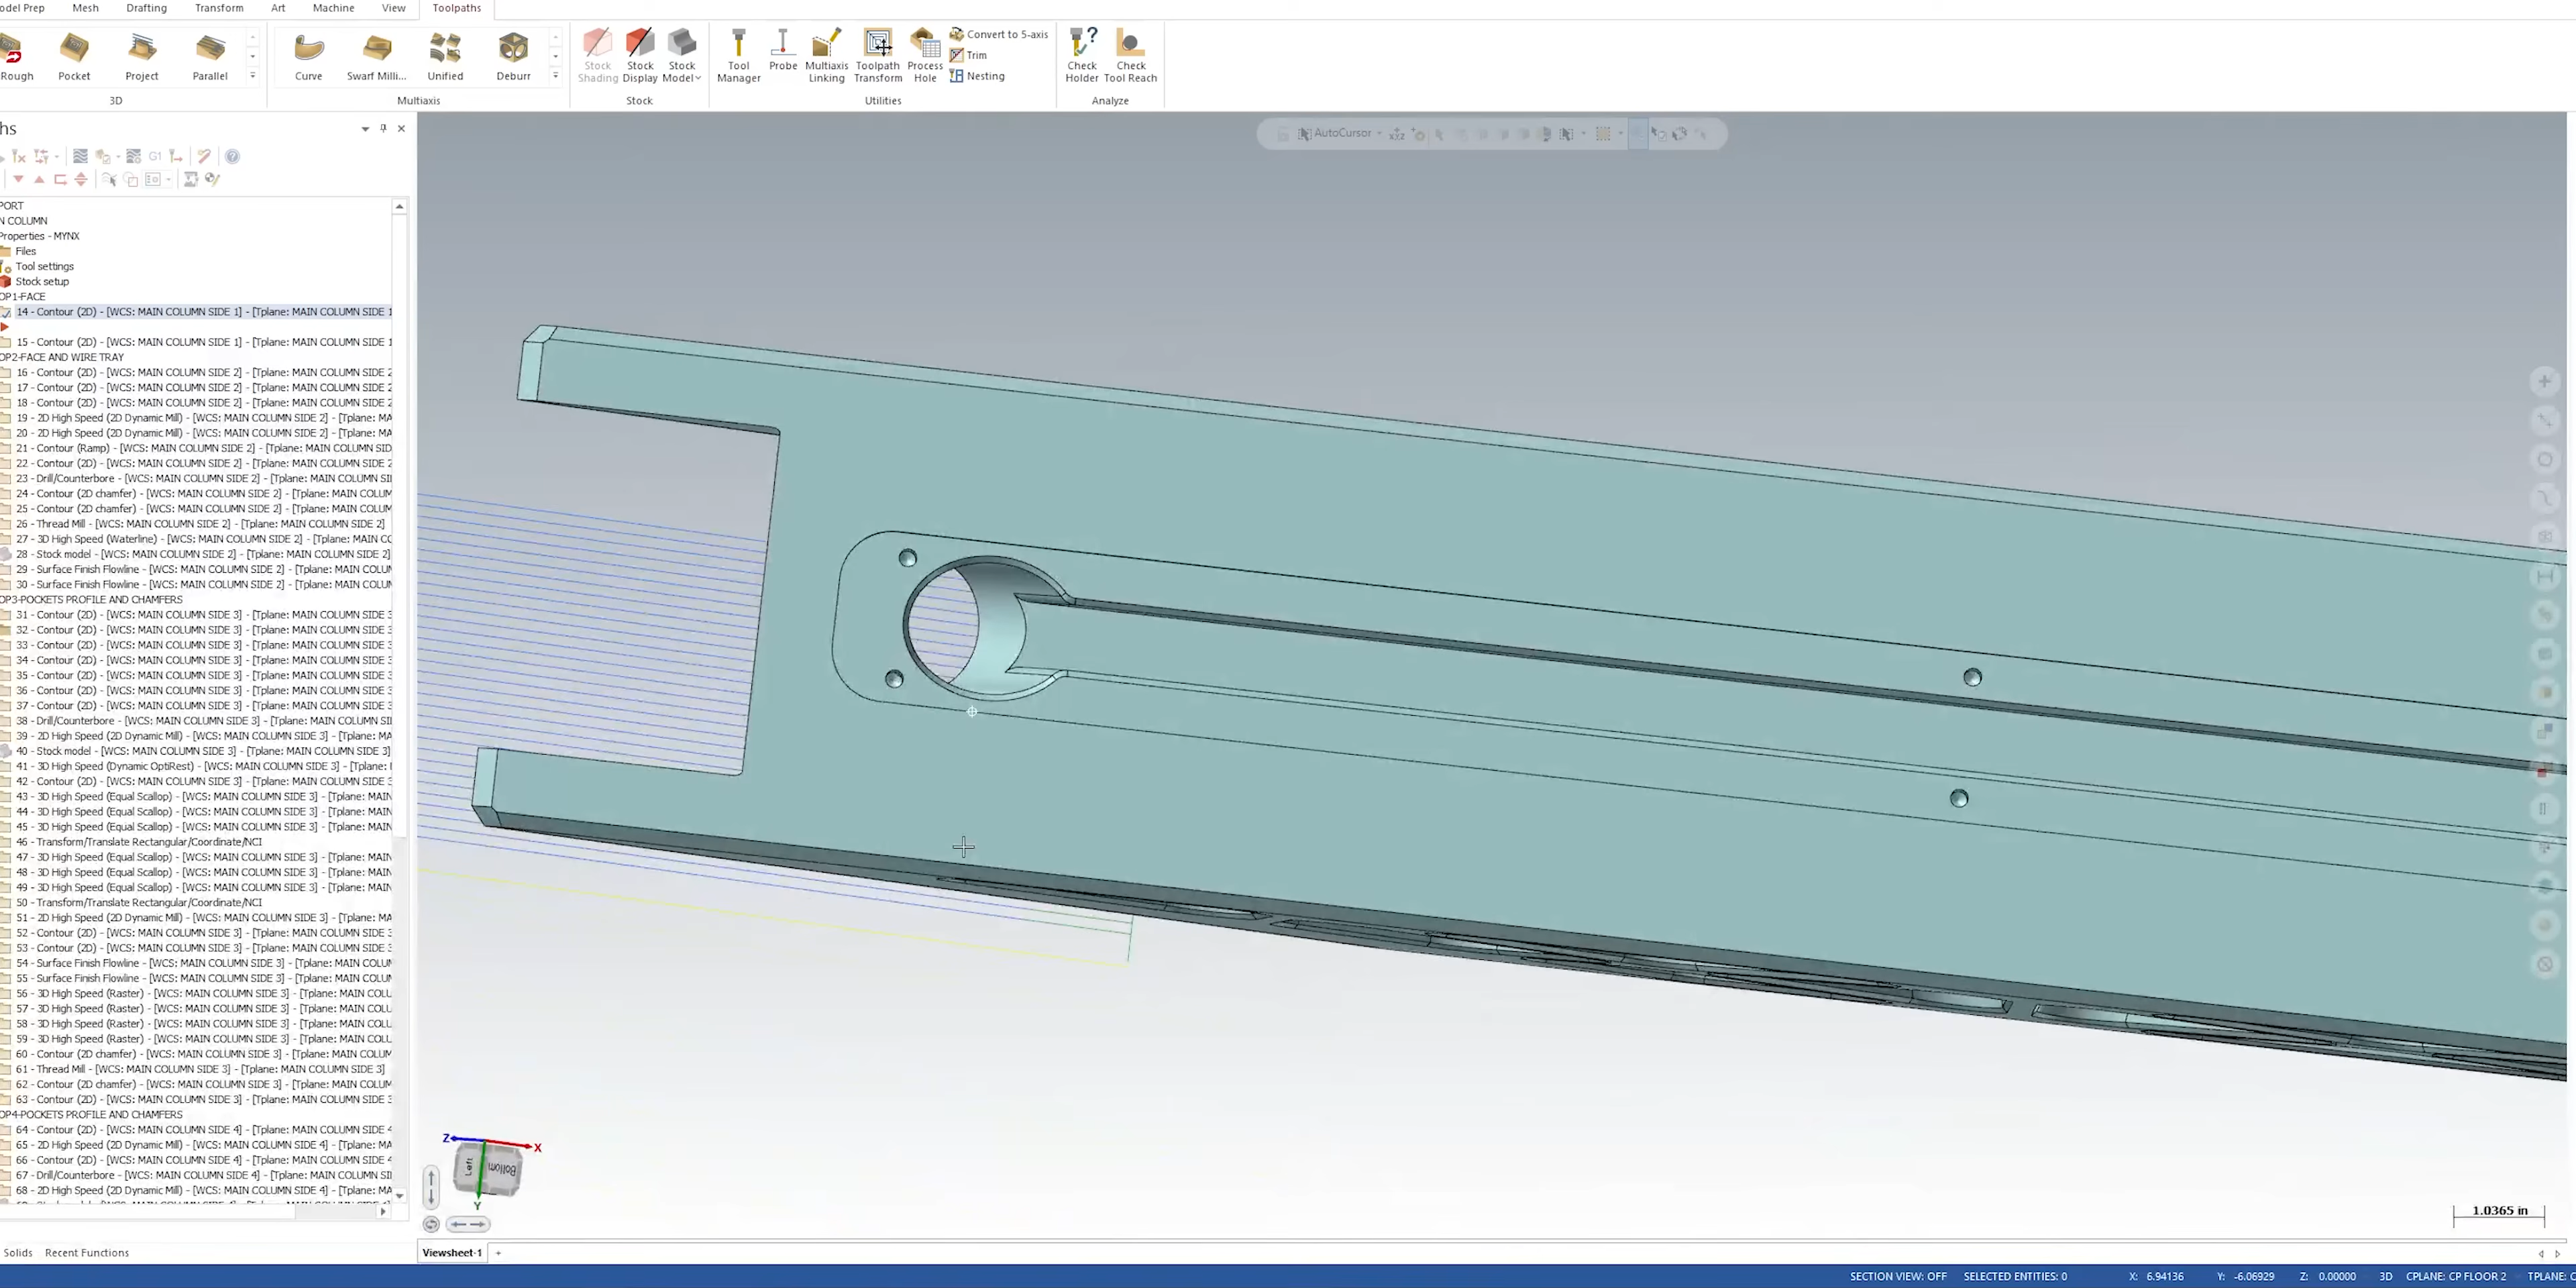 odel Prep Mesh Drafting Transform Art Machine View Toolpaths
Rough Pocket Project Parallel Curve Swarf Milli... Unified Deburr Stock Shading Stock Display Stock Model Tool Manager Probe Multiaxis Linking Toolpath Transform Process Hole Convert to 5-axis Trim Nesting Check Holder Check Tool Reach
3D Multiaxis Stock Utilities Analyze
hs
AutoCursor
G1
PORT
N COLUMN
Properties - MYNX
Files
Tool settings
Stock setup
OP1-FACE
14 - Contour (2D) - [WCS: MAIN COLUMN SIDE 1] - [Tplane: MAIN COLUMN SIDE 1
15 - Contour (2D) - [WCS: MAIN COLUMN SIDE 1] - [Tplane: MAIN COLUMN SIDE 1
OP2-FACE AND WIRE TRAY
16 - Contour (2D) - [WCS: MAIN COLUMN SIDE 2] - [Tplane: MAIN COLUMN SIDE 2
17 - Contour (2D) - [WCS: MAIN COLUMN SIDE 2] - [Tplane: MAIN COLUMN SIDE 2
18 - Contour (2D) - [WCS: MAIN COLUMN SIDE 2] - [Tplane: MAIN COLUMN SIDE 2
19 - 2D High Speed (2D Dynamic Mill) - [WCS: MAIN COLUMN SIDE 2] - [Tplane: MA
20 - 2D High Speed (2D Dynamic Mill) - [WCS: MAIN COLUMN SIDE 2] - [Tplane: MA
21 - Contour (Ramp) - [WCS: MAIN COLUMN SIDE 2] - [Tplane: MAIN COLUMN SID
22 - Contour (2D) - [WCS: MAIN COLUMN SIDE 2] - [Tplane: MAIN COLUMN SIDE 2
23 - Drill/Counterbore - [WCS: MAIN COLUMN SIDE 2] - [Tplane: MAIN COLUMN SI
24 - Contour (2D chamfer) - [WCS: MAIN COLUMN SIDE 2] - [Tplane: MAIN COLUM
25 - Contour (2D chamfer) - [WCS: MAIN COLUMN SIDE 2] - [Tplane: MAIN COLUM
26 - Thread Mill - [WCS: MAIN COLUMN SIDE 2] - [Tplane: MAIN COLUMN SIDE 2]
27 - 3D High Speed (Waterline) - [WCS: MAIN COLUMN SIDE 2] - [Tplane: MAIN CO
28 - Stock model - [WCS: MAIN COLUMN SIDE 2] - [Tplane: MAIN COLUMN SIDE 2]
29 - Surface Finish Flowline - [WCS: MAIN COLUMN SIDE 2] - [Tplane: MAIN COLUM
30 - Surface Finish Flowline - [WCS: MAIN COLUMN SIDE 2] - [Tplane: MAIN COLUM
OP3-POCKETS PROFILE AND CHAMFERS
31 - Contour (2D) - [WCS: MAIN COLUMN SIDE 3] - [Tplane: MAIN COLUMN SIDE 3
32 - Contour (2D) - [WCS: MAIN COLUMN SIDE 3] - [Tplane: MAIN COLUMN SIDE 3
33 - Contour (2D) - [WCS: MAIN COLUMN SIDE 3] - [Tplane: MAIN COLUMN SIDE 3
34 - Contour (2D) - [WCS: MAIN COLUMN SIDE 3] - [Tplane: MAIN COLUMN SIDE 3
35 - Contour (2D) - [WCS: MAIN COLUMN SIDE 3] - [Tplane: MAIN COLUMN SIDE 3
36 - Contour (2D) - [WCS: MAIN COLUMN SIDE 3] - [Tplane: MAIN COLUMN SIDE 3
37 - Contour (2D) - [WCS: MAIN COLUMN SIDE 3] - [Tplane: MAIN COLUMN SIDE 3
38 - Drill/Counterbore - [WCS: MAIN COLUMN SIDE 3] - [Tplane: MAIN COLUMN SI
39 - 2D High Speed (2D Dynamic Mill) - [WCS: MAIN COLUMN SIDE 3] - [Tplane: MA
40 - Stock model - [WCS: MAIN COLUMN SIDE 3] - [Tplane: MAIN COLUMN SIDE 3]
41 - 3D High Speed (Dynamic OptiRest) - [WCS: MAIN COLUMN SIDE 3] - [Tplane: I
42 - Contour (2D) - [WCS: MAIN COLUMN SIDE 3] - [Tplane: MAIN COLUMN SIDE 3
43 - 3D High Speed (Equal Scallop) - [WCS: MAIN COLUMN SIDE 3] - [Tplane: MAIN
44 - 3D High Speed (Equal Scallop) - [WCS: MAIN COLUMN SIDE 3] - [Tplane: MAIN
45 - 3D High Speed (Equal Scallop) - [WCS: MAIN COLUMN SIDE 3] - [Tplane: MAIN
46 - Transform/Translate Rectangular/Coordinate/NCI
47 - 3D High Speed (Equal Scallop) - [WCS: MAIN COLUMN SIDE 3] - [Tplane: MAIN
48 - 3D High Speed (Equal Scallop) - [WCS: MAIN COLUMN SIDE 3] - [Tplane: MAIN
49 - 3D High Speed (Equal Scallop) - [WCS: MAIN COLUMN SIDE 3] - [Tplane: MAIN
50 - Transform/Translate Rectangular/Coordinate/NCI
51 - 2D High Speed (2D Dynamic Mill) - [WCS: MAIN COLUMN SIDE 3] - [Tplane: MA
52 - Contour (2D) - [WCS: MAIN COLUMN SIDE 3] - [Tplane: MAIN COLUMN SIDE 3
53 - Contour (2D) - [WCS: MAIN COLUMN SIDE 3] - [Tplane: MAIN COLUMN SIDE 3
54 - Surface Finish Flowline - [WCS: MAIN COLUMN SIDE 3] - [Tplane: MAIN COLUM
55 - Surface Finish Flowline - [WCS: MAIN COLUMN SIDE 3] - [Tplane: MAIN COLUM
56 - 3D High Speed (Raster) - [WCS: MAIN COLUMN SIDE 3] - [Tplane: MAIN COLU
57 - 3D High Speed (Raster) - [WCS: MAIN COLUMN SIDE 3] - [Tplane: MAIN COLU
58 - 3D High Speed (Raster) - [WCS: MAIN COLUMN SIDE 3] - [Tplane: MAIN COLU
59 - 3D High Speed (Raster) - [WCS: MAIN COLUMN SIDE 3] - [Tplane: MAIN COLU
60 - Contour (2D chamfer) - [WCS: MAIN COLUMN SIDE 3] - [Tplane: MAIN COLUM
61 - Thread Mill - [WCS: MAIN COLUMN SIDE 3] - [Tplane: MAIN COLUMN SIDE 3]
62 - Contour (2D chamfer) - [WCS: MAIN COLUMN SIDE 3] - [Tplane: MAIN COLUM
63 - Contour (2D) - [WCS: MAIN COLUMN SIDE 3] - [Tplane: MAIN COLUMN SIDE 3
OP4-POCKETS PROFILE AND CHAMFERS
64 - Contour (2D) - [WCS: MAIN COLUMN SIDE 4] - [Tplane: MAIN COLUMN SIDE 4
65 - 2D High Speed (2D Dynamic Mill) - [WCS: MAIN COLUMN SIDE 4] - [Tplane: MA
66 - Contour (2D) - [WCS: MAIN COLUMN SIDE 4] - [Tplane: MAIN COLUMN SIDE 4
67 - Drill/Counterbore - [WCS: MAIN COLUMN SIDE 4] - [Tplane: MAIN COLUMN SI
68 - 2D High Speed (2D Dynamic Mill) - [WCS: MAIN COLUMN SIDE 4] - [Tplane: MA
Z X
Left Bottom
Y
1.0365 in
Solids Recent Functions Viewsheet-1 +
SECTION VIEW: OFF SELECTED ENTITIES: 0 X: 6.94136 Y: -6.06929 Z: 0.00000 3D CPLANE: CP FLOOR 2 TPLANE